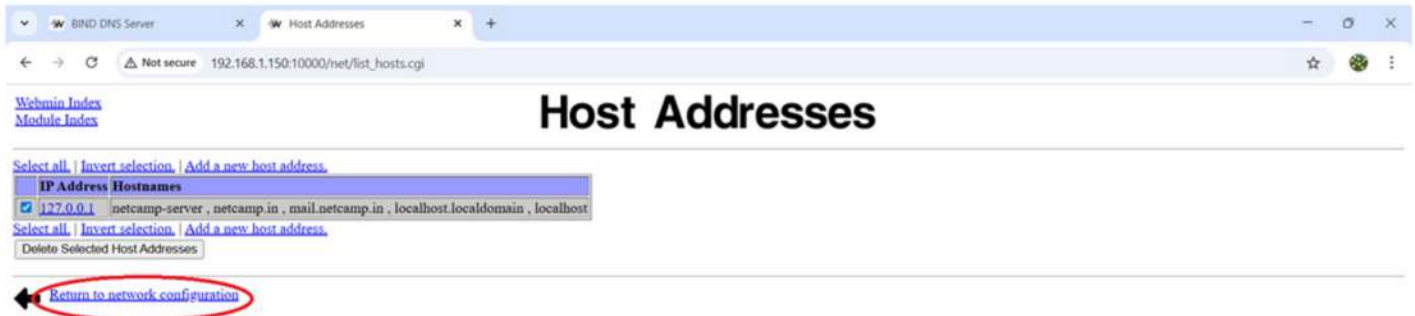 BIND DNS Server
Host Addresses
Not secure 192.168.1.150:10000/net/list_hosts.cgi
Webmin Index
Module Index
Host Addresses
Select all. | Invert selection. | Add a new host address.
IP Address Hostnames
127.0.0.1 netcamp-server , netcamp.in , mail.netcamp.in , localhost.localdomain , localhost
Select all. | Invert selection. | Add a new host address.
Delete Selected Host Addresses
Return to network configuration